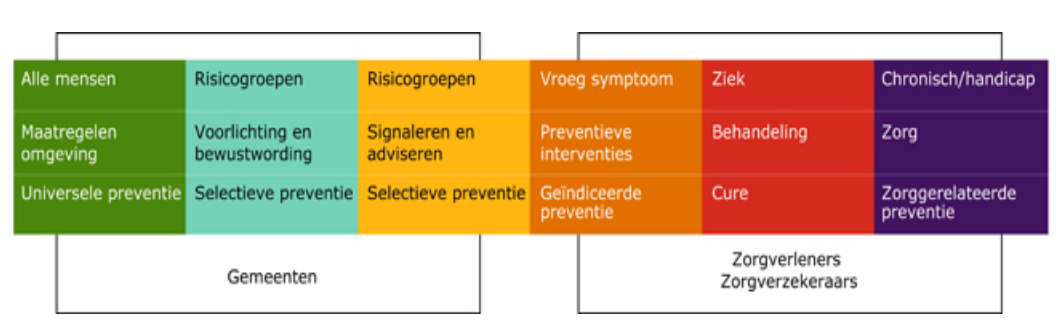 Alle mensen
Risicogroepen
Risicogroepen
Vroeg symptoom
Ziek
Chronisch/handicap
Maatregelen
omgeving
Voorlichting en
bewustwording
Signaleren en
adviseren
Preventieve
interventies
Behandeling
Zorg
Universele preventie
Selectieve preventie
Selectieve preventie
Geïndiceerde
preventie
Cure
Zorggerelateerde
preventie
Gemeenten
Zorgverleners
Zorgverzekeraars